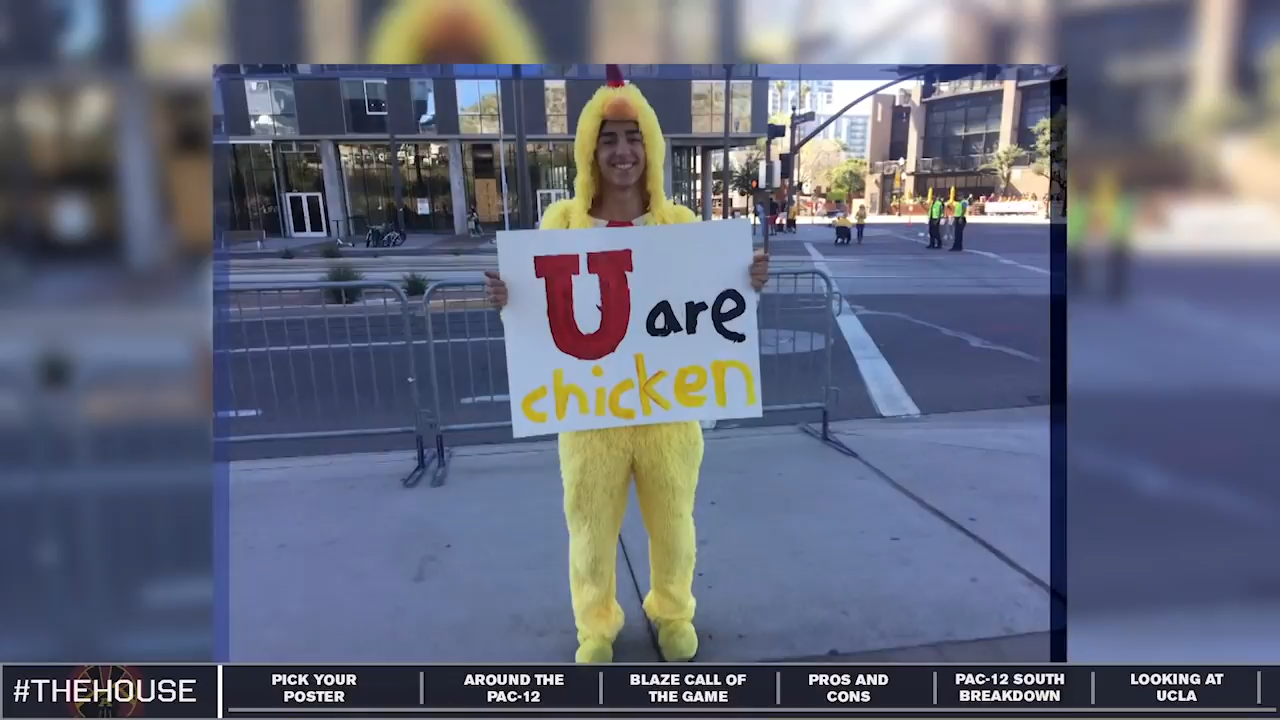 U are
chicken
#THEHOUSE
PICK YOUR
POSTER
AROUND THE
PAC-12
BLAZE CALL OF
THE GAME
PROS AND
CONS
PAC-12 SOUTH
BREAKDOWN
LOOKING AT
UCLA